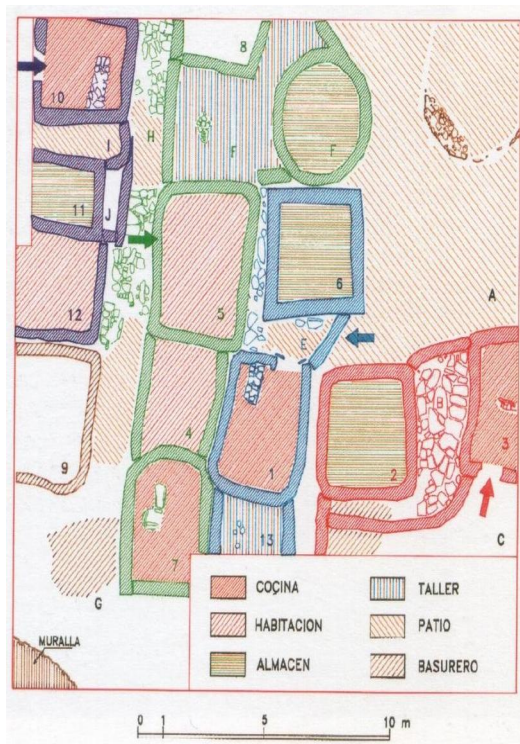 8
10
H
I
F
F
11
J
6
5
A
12
E
B
3
4
9
1
2
13
C
7
G
COCINA
TALLER
HABITACION
PATIO
ALMACEN
BASURERO
MURALLA
0 1 5 10 m